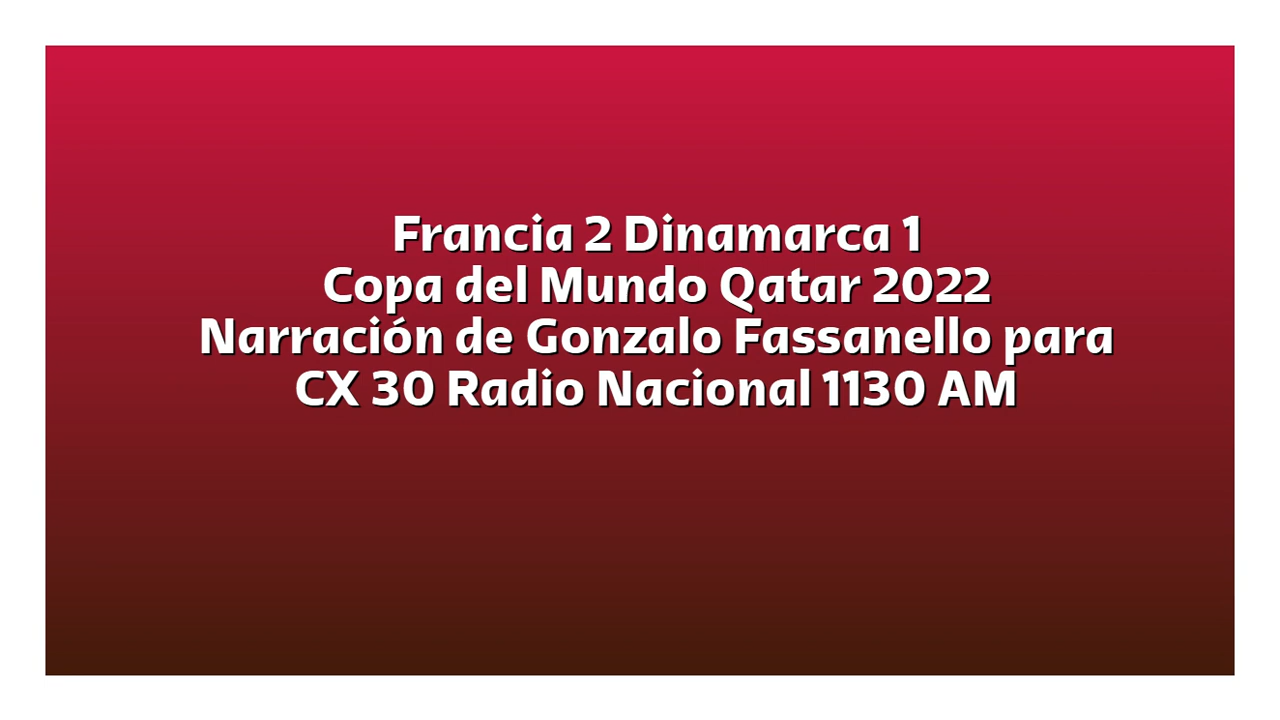 Francia 2 Dinamarca 1
Copa del Mundo Qatar 2022
Narración de Gonzalo Fassanello para
CX 30 Radio Nacional 1130 AM